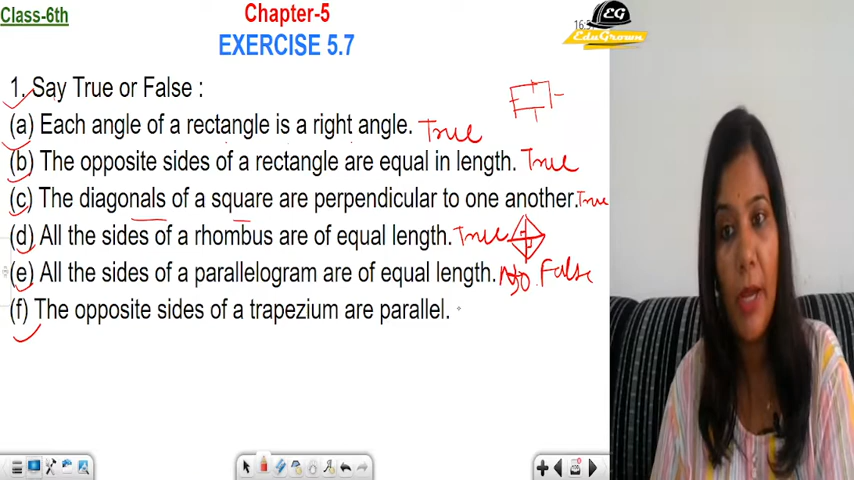 Class-6th
Chapter-5
EXERCISE 5.7
EG
EduGrown
1. Say True or False :
(a) Each angle of a rectangle is a right angle. True
(b) The opposite sides of a rectangle are equal in length. True
(c) The diagonals of a square are perpendicular to one another. True
(d) All the sides of a rhombus are of equal length. True
(e) All the sides of a parallelogram are of equal length. No. False
(f) The opposite sides of a trapezium are parallel.